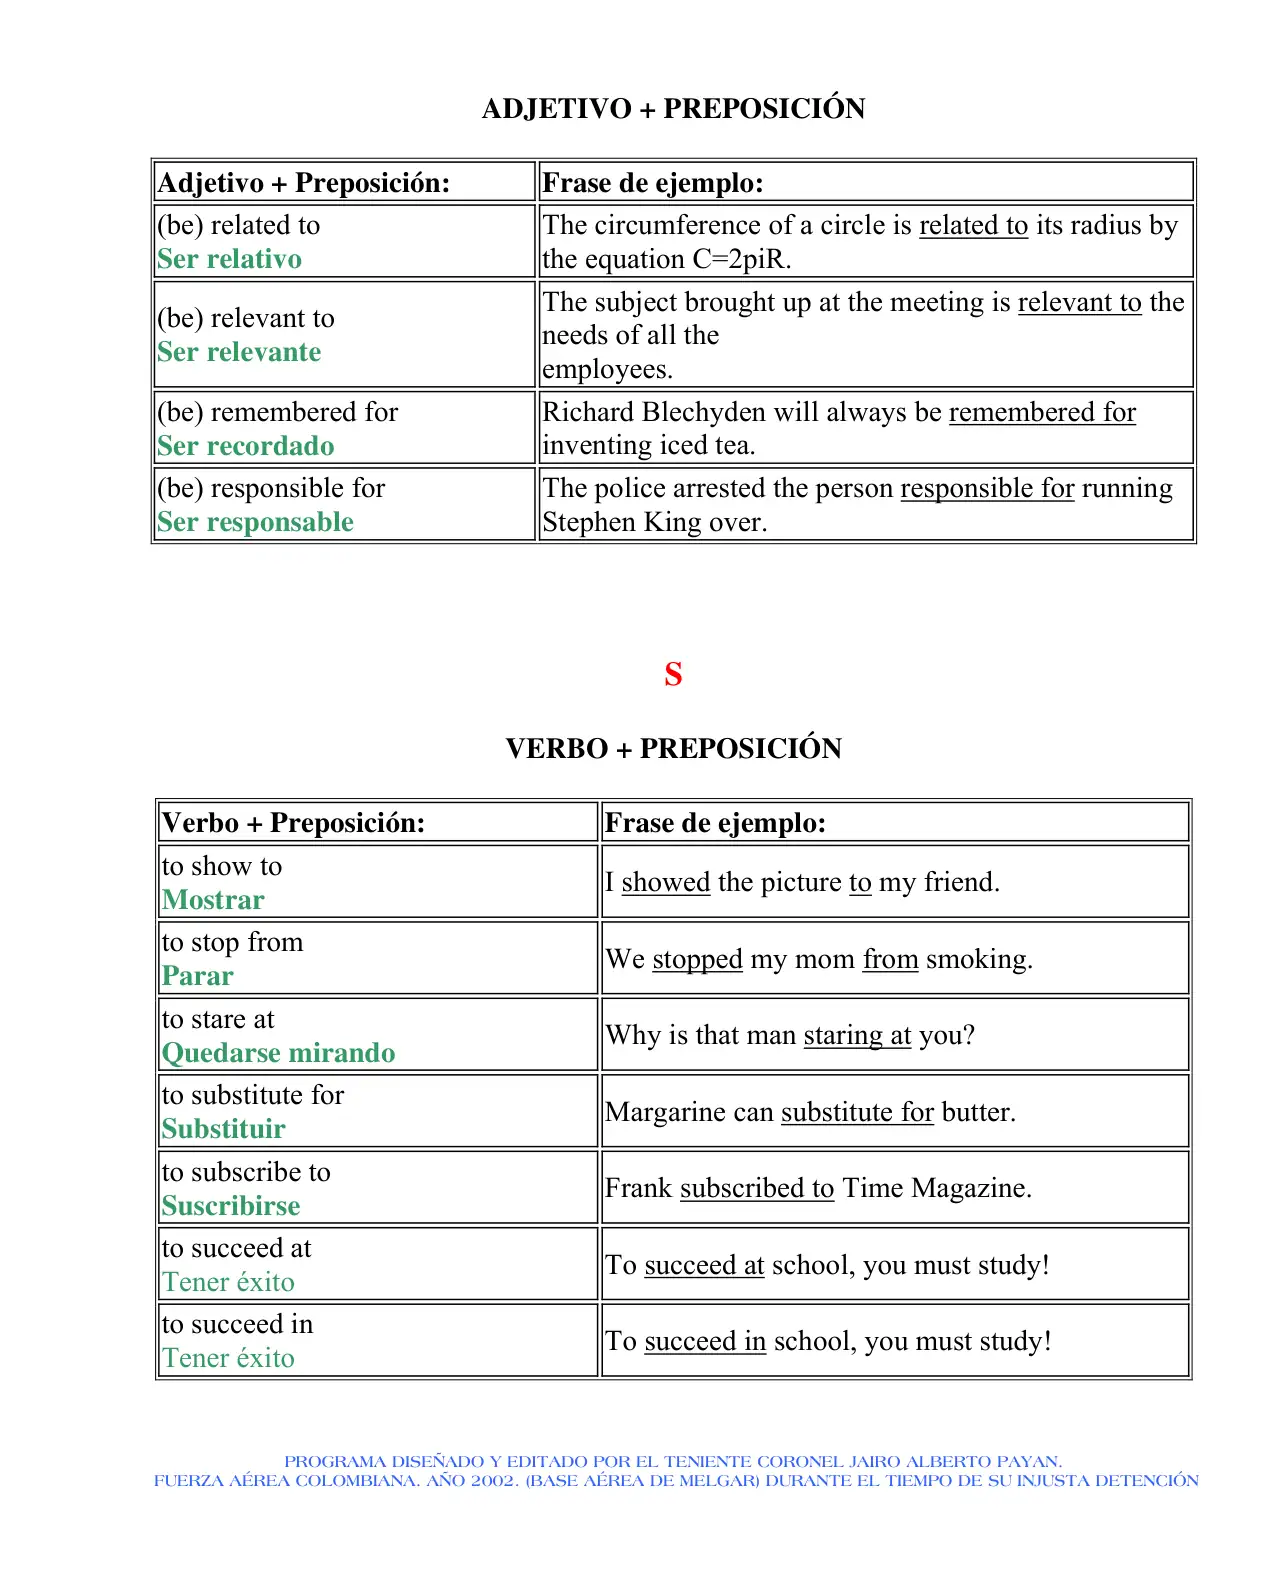 ADJETIVO + PREPOSICIÓN
Adjetivo + Preposición:
Frase de ejemplo:
(be) related to
Ser relativo
The circumference of a circle is related to its radius by
the equation C=2piR.
(be) relevant to
Ser relevante
The subject brought up at the meeting is relevant to the
needs of all the
employees.
(be) remembered for
Ser recordado
Richard Blechyden will always be remembered for
inventing iced tea.
(be) responsible for
Ser responsable
The police arrested the person responsible for running
Stephen King over.
S
VERBO + PREPOSICIÓN
Verbo + Preposición:
Frase de ejemplo:
to show to
Mostrar
I showed the picture to my friend.
to stop from
Parar
We stopped my mom from smoking.
to stare at
Quedarse mirando
Why is that man staring at you?
to substitute for
Substituir
Margarine can substitute for butter.
to subscribe to
Suscribirse
Frank subscribed to Time Magazine.
to succeed at
Tener éxito
To succeed at school, you must study!
to succeed in
Tener éxito
To succeed in school, you must study!
PROGRAMA DISEÑADO Y EDITADO POR EL TENIENTE CORONEL JAIRO ALBERTO PAYAN.
FUERZA AÉREA COLOMBIANA. AÑO 2002. (BASE AÉREA DE MELGAR) DURANTE EL TIEMPO DE SU INJUSTA DETENCIÓN